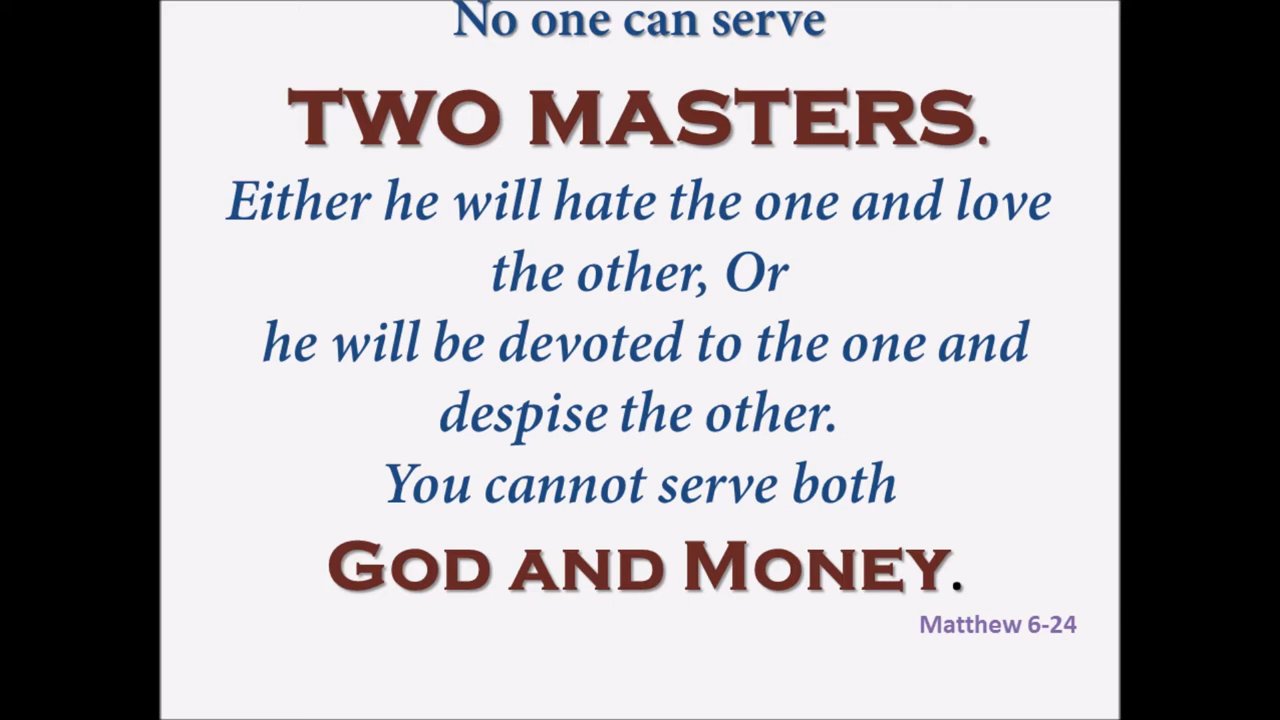 No one can serve
TWO MASTERS.
Either he will hate the one and love
the other, Or
he will be devoted to the one and
despise the other.
You cannot serve both
GOD AND MONEY.
Matthew 6-24